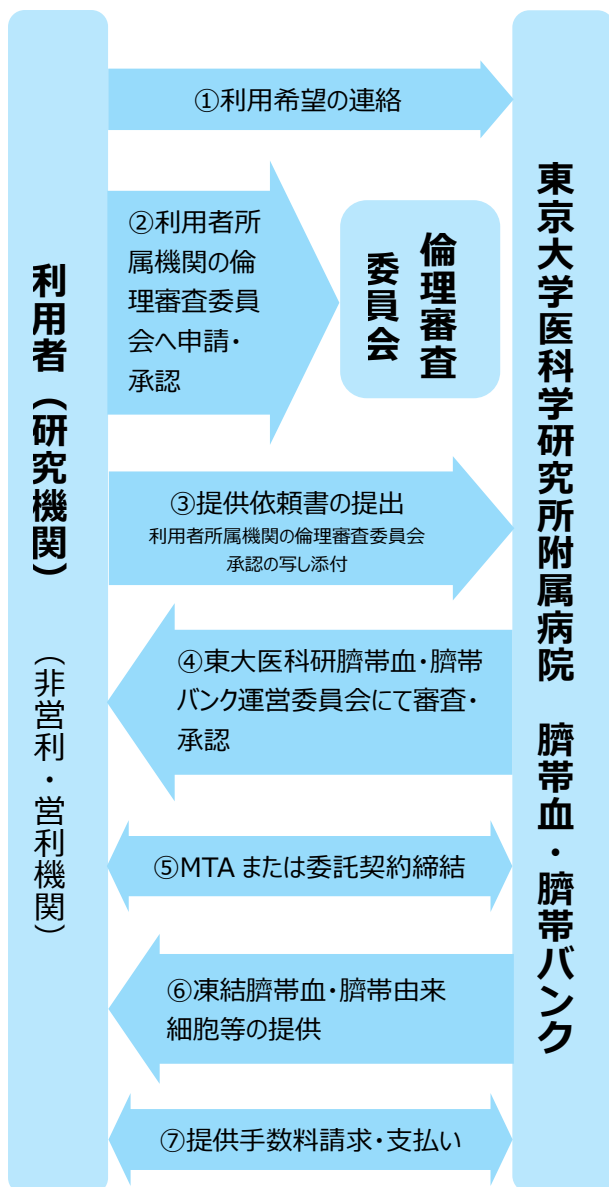 利用者（研究機関）
（非営利・営利機関）
①利用希望の連絡
②利用者所
属機関の倫
理審査委員
会へ申請・
承認
倫理審査
委員会
③提供依頼書の提出
利用者所属機関の倫理審査委員会
承認の写し添付
④東大医科研臍帯血・臍帯
バンク運営委員会にて審査・
承認
⑤MTA または委託契約締結
⑥凍結臍帯血・臍帯由来
細胞等の提供
⑦提供手数料請求・支払い
東京大学医科学研究所附属病院　臍帯血・臍帯バンク